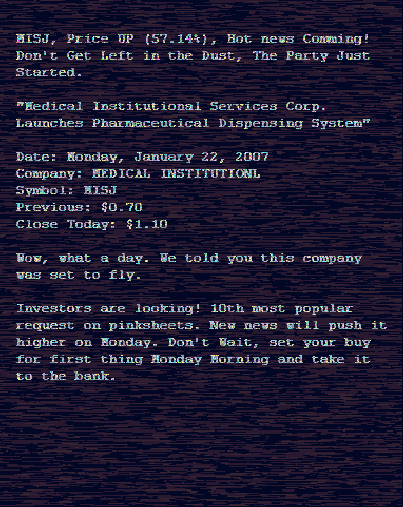 MISJ, Price UP (57.14%), Hot news Comming!
Don't Get Left in the Dust, The Party Just
Started.
"Medical Institutional Services Corp.
Launches Pharmaceutical Dispensing System"
Date: Monday, January 22, 2007
Company: MEDICAL INSTITUTIONL
Symbol: MISJ
Previous: $0.70
Close Today: $1.10
Wow, what a day. We told you this company
was set to fly.
Investors are looking! 10th most popular
request on pinksheets. New news will push it
higher on Monday. Don't Wait, set your buy
for first thing Monday Morning and take it
to the bank.